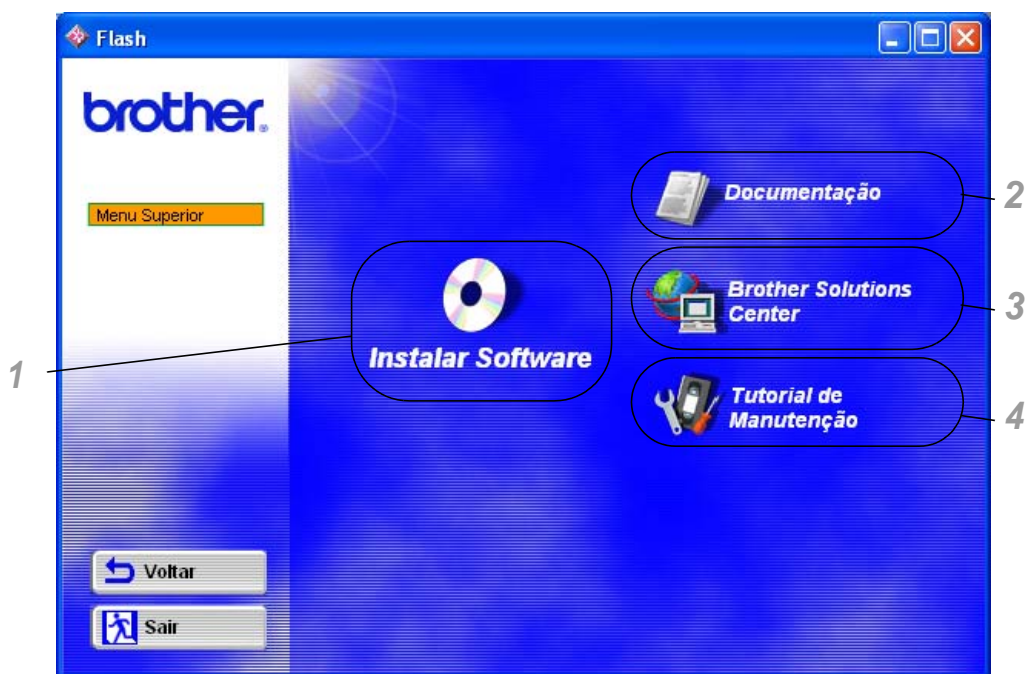 Flash
brother
Menu Superior
1
Instalar Software
Documentação
2
Brother Solutions
Center
3
Tutorial de
Manutenção
4
Voltar
Sair